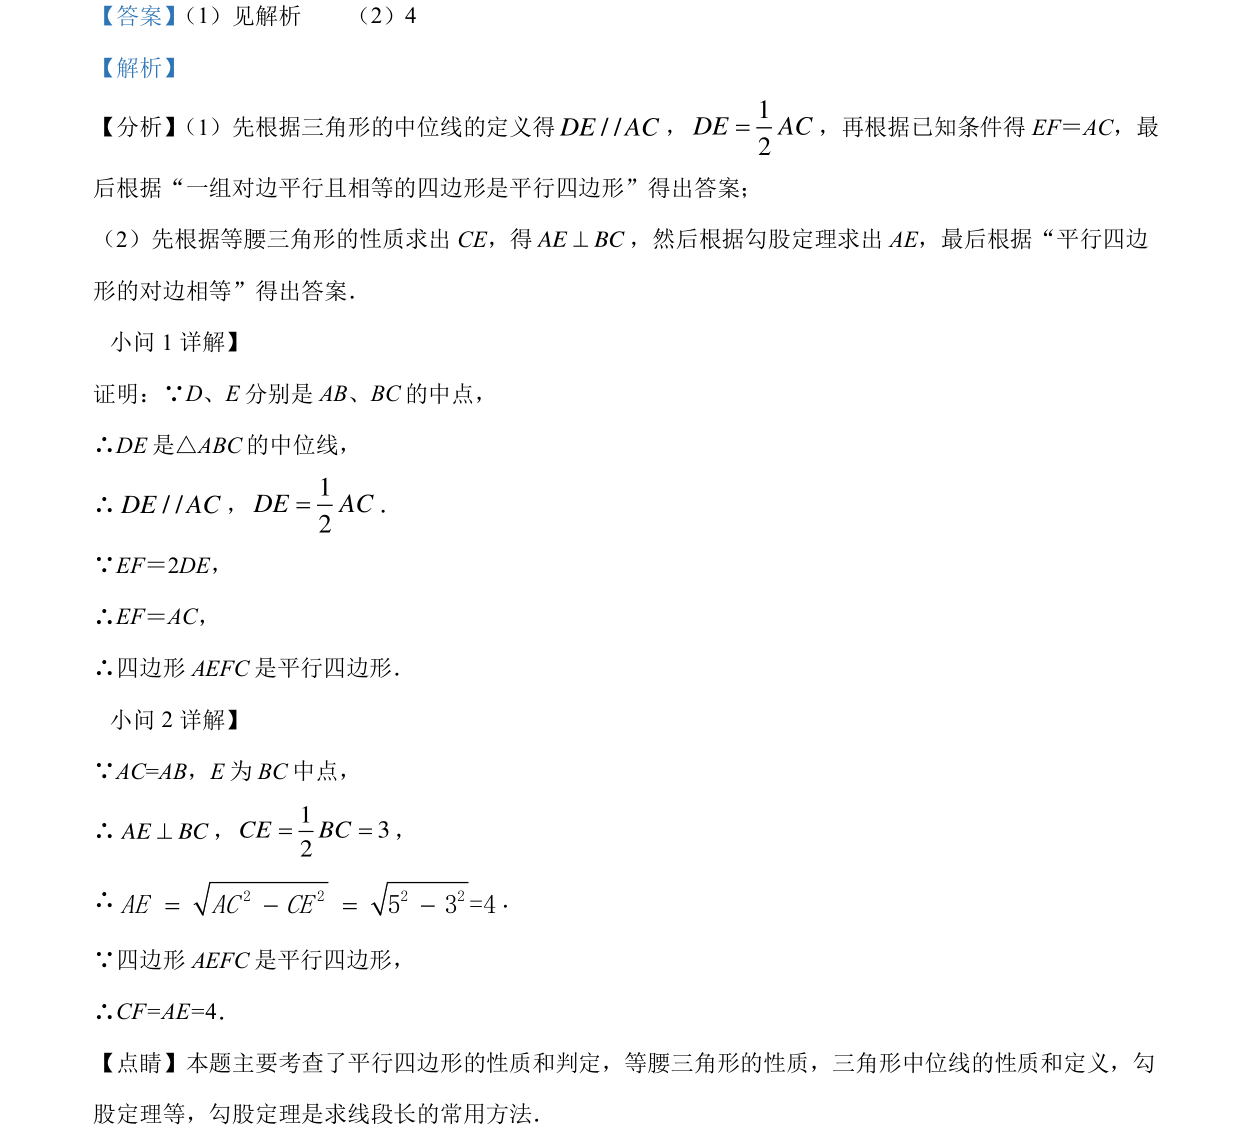 【答案】（1）见解析　　（2）4
【解析】
【分析】（1）先根据三角形的中位线的定义得 DE//AC，DE=1/2AC，再根据已知条件得 EF＝AC，最
后根据“一组对边平行且相等的四边形是平行四边形”得出答案；
（2）先根据等腰三角形的性质求出 CE，得 AE⊥BC，然后根据勾股定理求出 AE，最后根据“平行四边
形的对边相等”得出答案．
小问 1 详解】
证明：∵D、E 分别是 AB、BC 的中点，
∴DE 是△ABC 的中位线，
∴DE//AC，DE=1/2AC．
∵EF＝2DE，
∴EF＝AC，
∴四边形 AEFC 是平行四边形．
小问 2 详解】
∵AC=AB，E 为 BC 中点，
∴AE⊥BC，CE=1/2BC=3，
∴AE = √(AC² − CE²) = √(5² − 3²)=4．
∵四边形 AEFC 是平行四边形，
∴CF=AE=4．
【点睛】本题主要考查了平行四边形的性质和判定，等腰三角形的性质，三角形中位线的性质和定义，勾
股定理等，勾股定理是求线段长的常用方法．